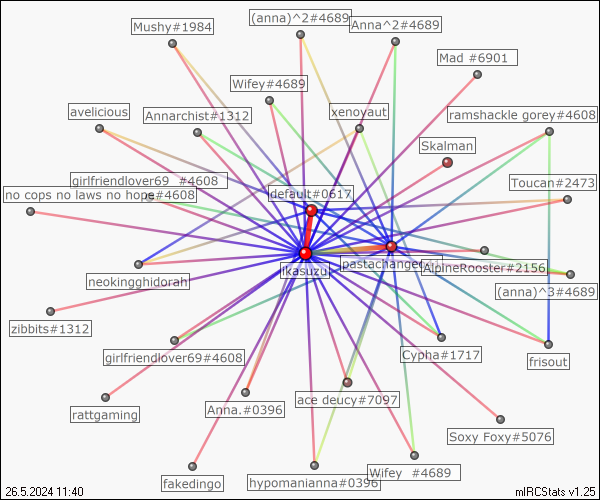 (anna)^2#4689
Anna^2#4689
Mushy#1984
Mad #6901
Wifey#4689
avelicious
Annarchist#1312
xenoyaut
ramshackle gorey#4608
Skalman
girlfriendlover69 #4608
Toucan#2473
no cops no laws no hope#4608
default#0617
pastachanger
AlpineRooster#2156
ikasuzu
neokingghidorah
(anna)^3#4689
zibbits#1312
girlfriendlover69#4608
Cypha#1717
frisout
rattgaming
Anna.#0396
ace deucy#7097
Soxy Foxy#5076
fakedingo
hypomanianna#0396
Wifey #4689
26.5.2024 11:40
mIRCStats v1.25